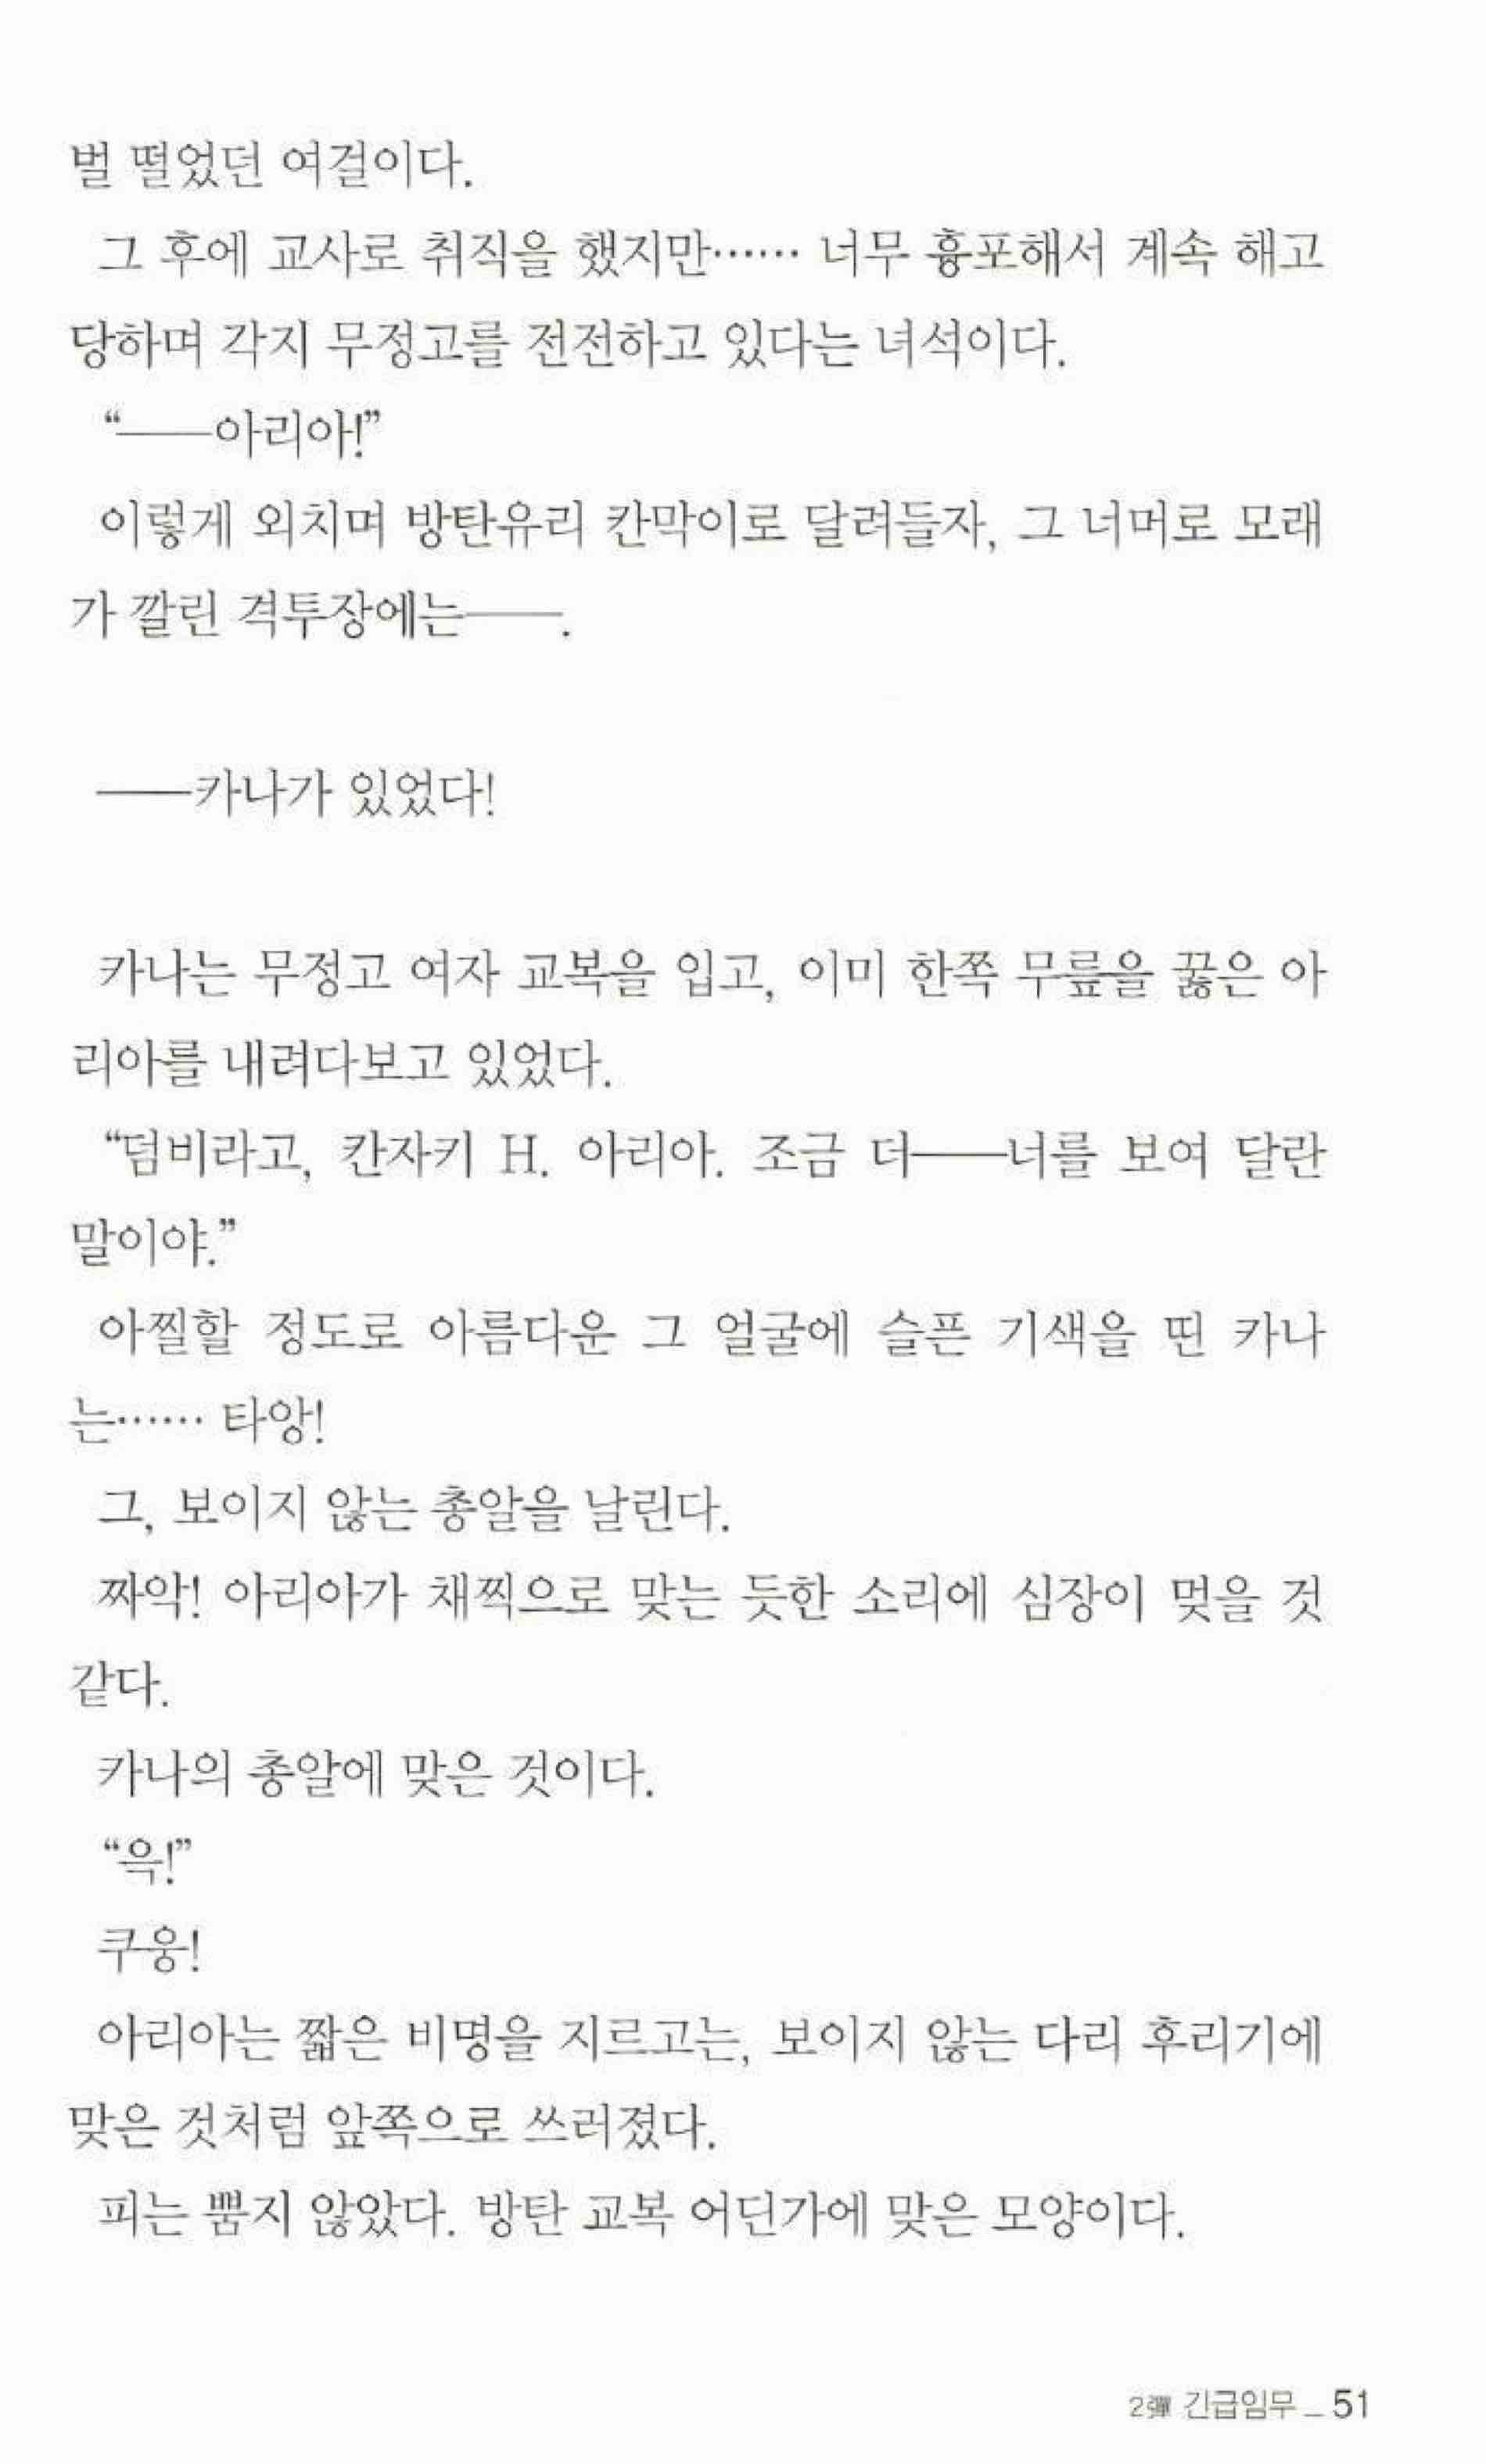 벌 떨었던 여걸이다.
그 후에 교사로 취직을 했지만…… 너무 흉포해서 계속 해고
당하며 각지 무정고를 전전하고 있다는 녀석이다.
“——아리아!”
이렇게 외치며 방탄유리 칸막이로 달려들자, 그 너머로 모래
가 깔린 격투장에는——.
——카나가 있었다!
카나는 무정고 여자 교복을 입고, 이미 한쪽 무릎을 꿇은 아
리아를 내려다보고 있었다.
“덤비라고, 칸자키 H. 아리아. 조금 더——너를 보여 달란
말이야.”
아찔할 정도로 아름다운 그 얼굴에 슬픈 기색을 띤 카나
는…… 타앙!
그, 보이지 않는 총알을 날린다.
짜악! 아리아가 채찍으로 맞는 듯한 소리에 심장이 멎을 것
같다.
카나의 총알에 맞은 것이다.
“윽!”
쿠웅!
아리아는 짧은 비명을 지르고는, 보이지 않는 다리 후리기에
맞은 것처럼 앞쪽으로 쓰러졌다.
피는 뿜지 않았다. 방탄 교복 어딘가에 맞은 모양이다.
2彈 긴급임무 _ 51